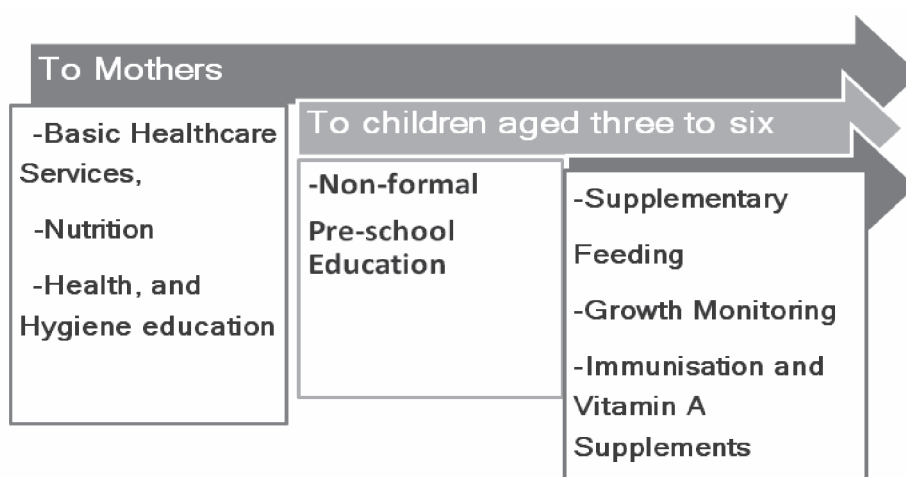 To Mothers
-Basic Healthcare
Services,
-Nutrition
-Health, and
Hygiene education
To children aged three to six
-Non-formal
Pre-school
Education
-Supplementary
Feeding
-Growth Monitoring
-Immunisation and
Vitamin A
Supplements